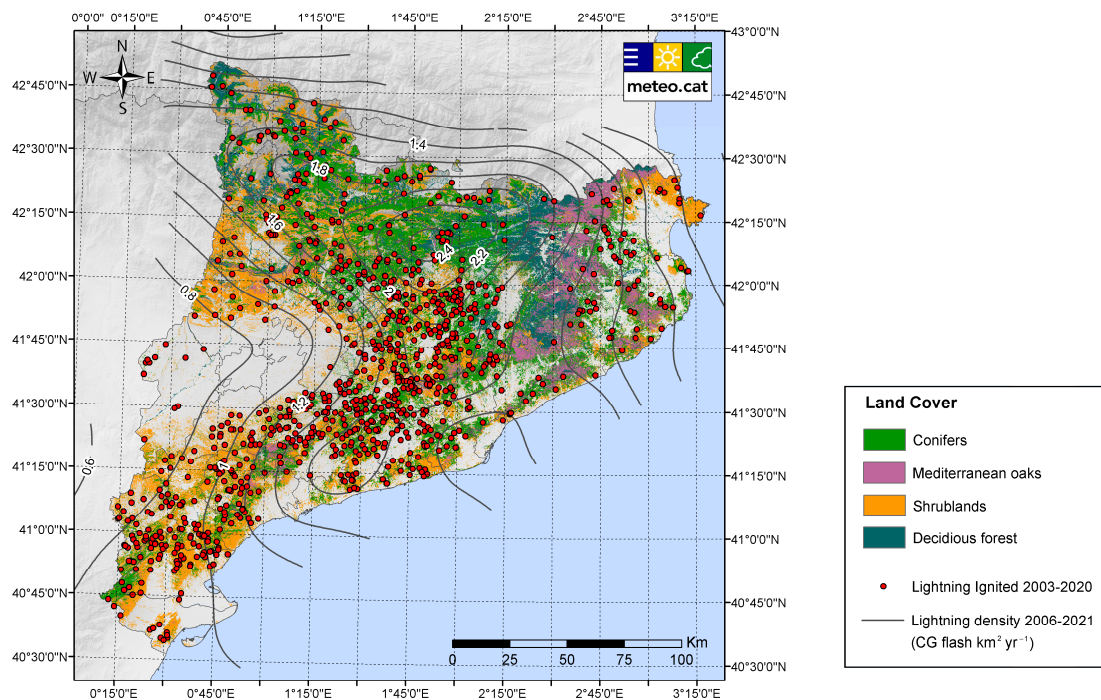 0°0'0" 0°15'0"E 0°45'0"E 1°15'0"E 1°45'0"E 2°15'0"E 2°45'0"E 3°15'0"E
43°0'0"N
N
W E
S
meteo.cat
42°45'0"N 42°45'0"N
1.4
42°30'0"N 42°30'0"N
1.8
42°15'0"N 42°15'0"N
1.6
2.4 2.2
42°0'0"N 42°0'0"N
0.8 2
41°45'0"N 41°45'0"N
41°30'0"N 41°30'0"N
1.2
41°15'0"N 41°15'0"N
0.6 1
41°0'0"N 41°0'0"N
40°45'0"N 40°45'0"N
40°30'0"N 40°30'0"N
Km
0 25 50 75 100
0°15'0"E 0°45'0"E 1°15'0"E 1°45'0"E 2°15'0"E 2°45'0"E 3°15'0"E
Land Cover
Conifers
Mediterranean oaks
Shrublands
Decidious forest
Lightning Ignited 2003-2020
Lightning density 2006-2021
(CG flash km² yr⁻¹)